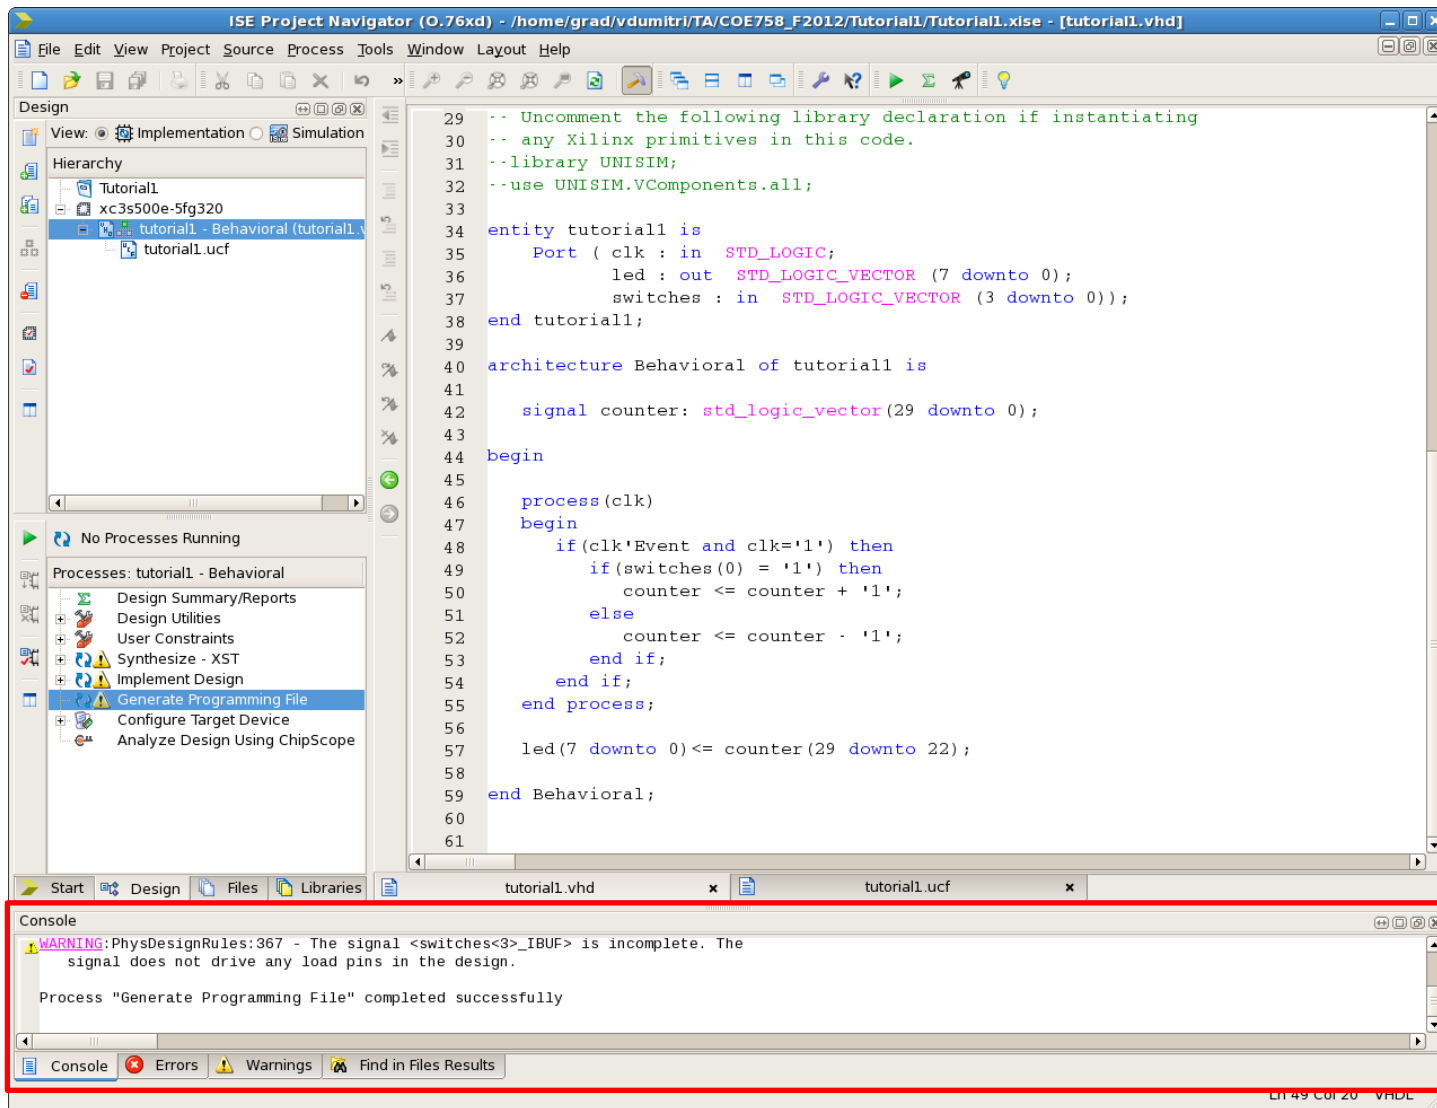 ISE Project Navigator (O.76xd) - /home/grad/vdumitri/TA/COE758_F2012/Tutorial1/Tutorial1.xise - [tutorial1.vhd]
File Edit View Project Source Process Tools Window Layout Help
»
Design
View: Implementation Simulation
Hierarchy
Tutorial1
xc3s500e-5fg320
tutorial1 - Behavioral (tutorial1.v
tutorial1.ucf
No Processes Running
Processes: tutorial1 - Behavioral
Design Summary/Reports
Design Utilities
User Constraints
Synthesize - XST
Implement Design
Generate Programming File
Configure Target Device
Analyze Design Using ChipScope
Start Design Files Libraries
29 -- Uncomment the following library declaration if instantiating
30 -- any Xilinx primitives in this code.
31 --library UNISIM;
32 --use UNISIM.VComponents.all;
33
34 entity tutorial1 is
35 Port ( clk : in STD_LOGIC;
36 led : out STD_LOGIC_VECTOR (7 downto 0);
37 switches : in STD_LOGIC_VECTOR (3 downto 0));
38 end tutorial1;
39
40 architecture Behavioral of tutorial1 is
41
42 signal counter: std_logic_vector(29 downto 0);
43
44 begin
45
46 process(clk)
47 begin
48 if(clk'Event and clk='1') then
49 if(switches(0) = '1') then
50 counter <= counter + '1';
51 else
52 counter <= counter - '1';
53 end if;
54 end if;
55 end process;
56
57 led(7 downto 0)<= counter(29 downto 22);
58
59 end Behavioral;
60
61
tutorial1.vhd tutorial1.ucf
Console
WARNING:PhysDesignRules:367 - The signal <switches<3>_IBUF> is incomplete. The
signal does not drive any load pins in the design.
Process "Generate Programming File" completed successfully
Console Errors Warnings Find in Files Results
Ln 49 Col 20 VHDL